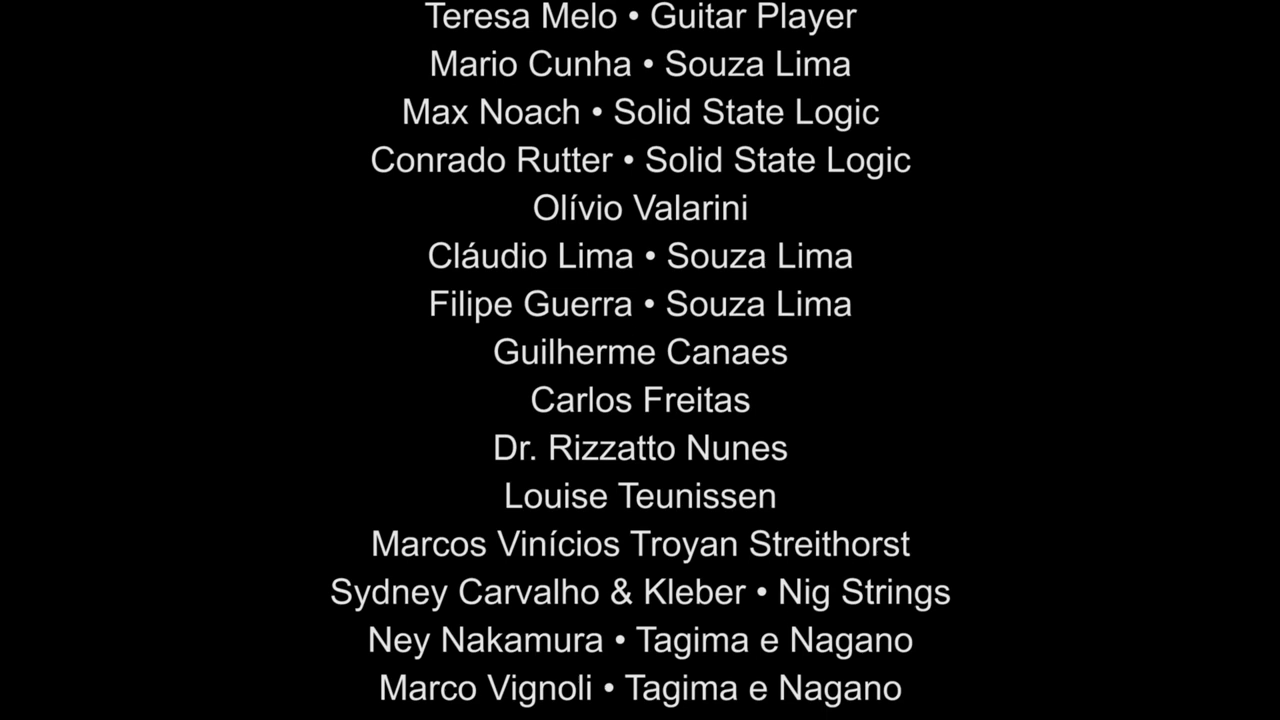 Teresa Melo • Guitar Player
Mario Cunha • Souza Lima
Max Noach • Solid State Logic
Conrado Rutter • Solid State Logic
Olívio Valarini
Cláudio Lima • Souza Lima
Filipe Guerra • Souza Lima
Guilherme Canaes
Carlos Freitas
Dr. Rizzatto Nunes
Louise Teunissen
Marcos Vinícios Troyan Streithorst
Sydney Carvalho & Kleber • Nig Strings
Ney Nakamura • Tagima e Nagano
Marco Vignoli • Tagima e Nagano